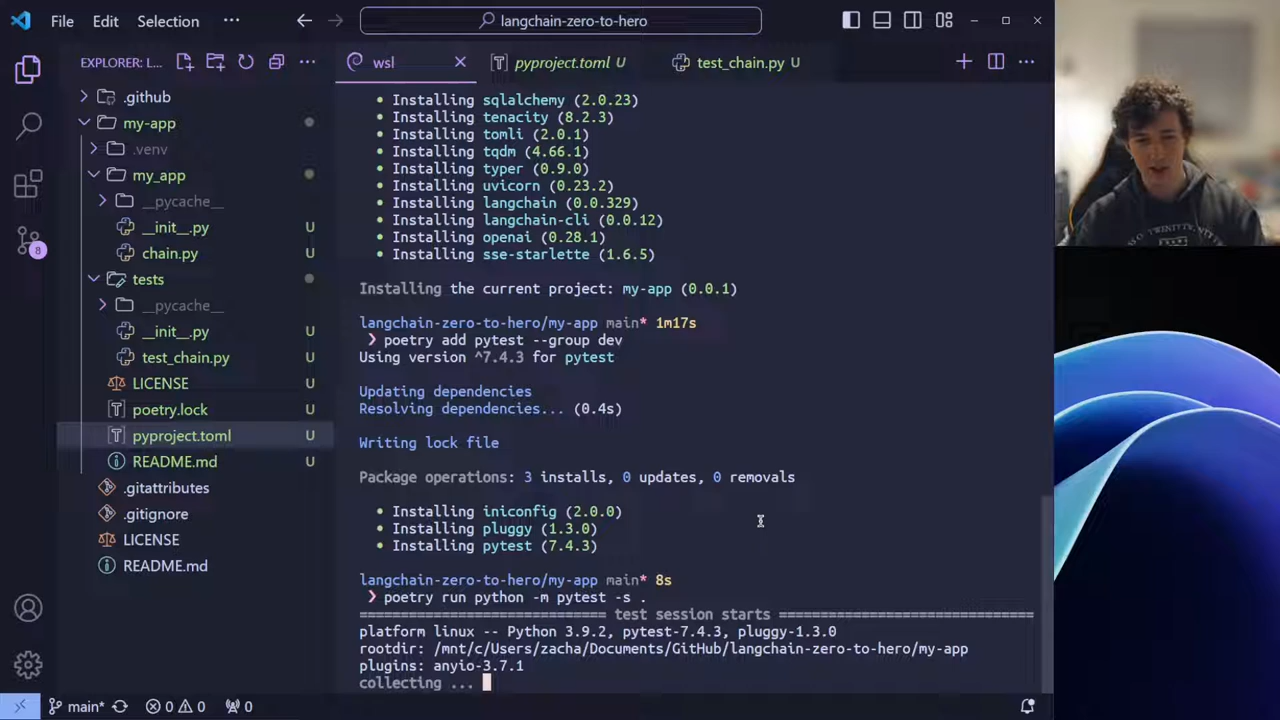 File Edit Selection ··· langchain-zero-to-hero
EXPLORER: L... ···
wsl pyproject.toml U test_chain.py U ···
.github
my-app
.venv
my_app
__pycache__
__init__.py U
chain.py U
tests
__pycache__
__init__.py U
test_chain.py U
LICENSE U
poetry.lock U
pyproject.toml U
README.md U
.gitattributes
.gitignore
LICENSE
README.md
8
• Installing sqlalchemy (2.0.23)
• Installing tenacity (8.2.3)
• Installing tomli (2.0.1)
• Installing tqdm (4.66.1)
• Installing typer (0.9.0)
• Installing uvicorn (0.23.2)
• Installing langchain (0.0.329)
• Installing langchain-cli (0.0.12)
• Installing openai (0.28.1)
• Installing sse-starlette (1.6.5)
Installing the current project: my-app (0.0.1)
langchain-zero-to-hero/my-app main* 1m17s
❯ poetry add pytest --group dev
Using version ^7.4.3 for pytest
Updating dependencies
Resolving dependencies... (0.4s)
Writing lock file
Package operations: 3 installs, 0 updates, 0 removals
• Installing iniconfig (2.0.0)
• Installing pluggy (1.3.0)
• Installing pytest (7.4.3)
langchain-zero-to-hero/my-app main* 8s
❯ poetry run python -m pytest -s .
============================= test session starts ==============================
platform linux -- Python 3.9.2, pytest-7.4.3, pluggy-1.3.0
rootdir: /mnt/c/Users/zacha/Documents/GitHub/langchain-zero-to-hero/my-app
plugins: anyio-3.7.1
collecting ...
main* 0 0 0